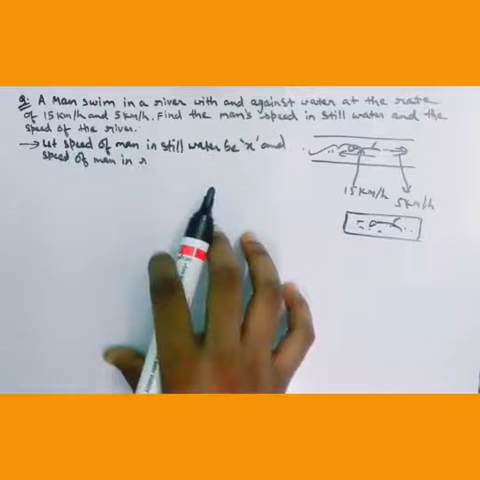 Q. A Man swim in a river with and against water at the rate
of 15 Km/h and 5 Km/h. Find the man's speed in still water and the
speed of the river.
→ Let speed of man in still water be 'x' and
speed of man in r
15 KM/h
5 KM/h